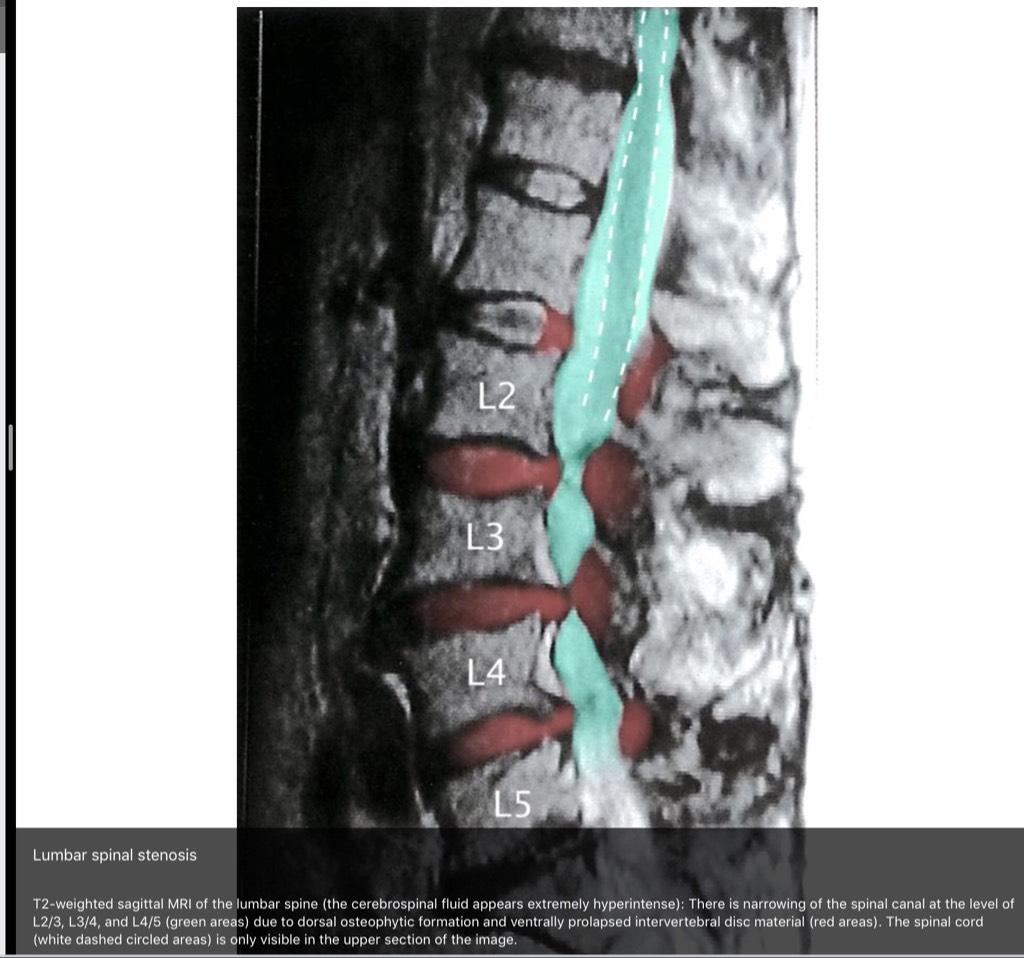 L2
L3
L4
L5
Lumbar spinal stenosis
T2-weighted sagittal MRI of the lumbar spine (the cerebrospinal fluid appears extremely hyperintense): There is narrowing of the spinal canal at the level of
L2/3, L3/4, and L4/5 (green areas) due to dorsal osteophytic formation and ventrally prolapsed intervertebral disc material (red areas). The spinal cord
(white dashed circled areas) is only visible in the upper section of the image.